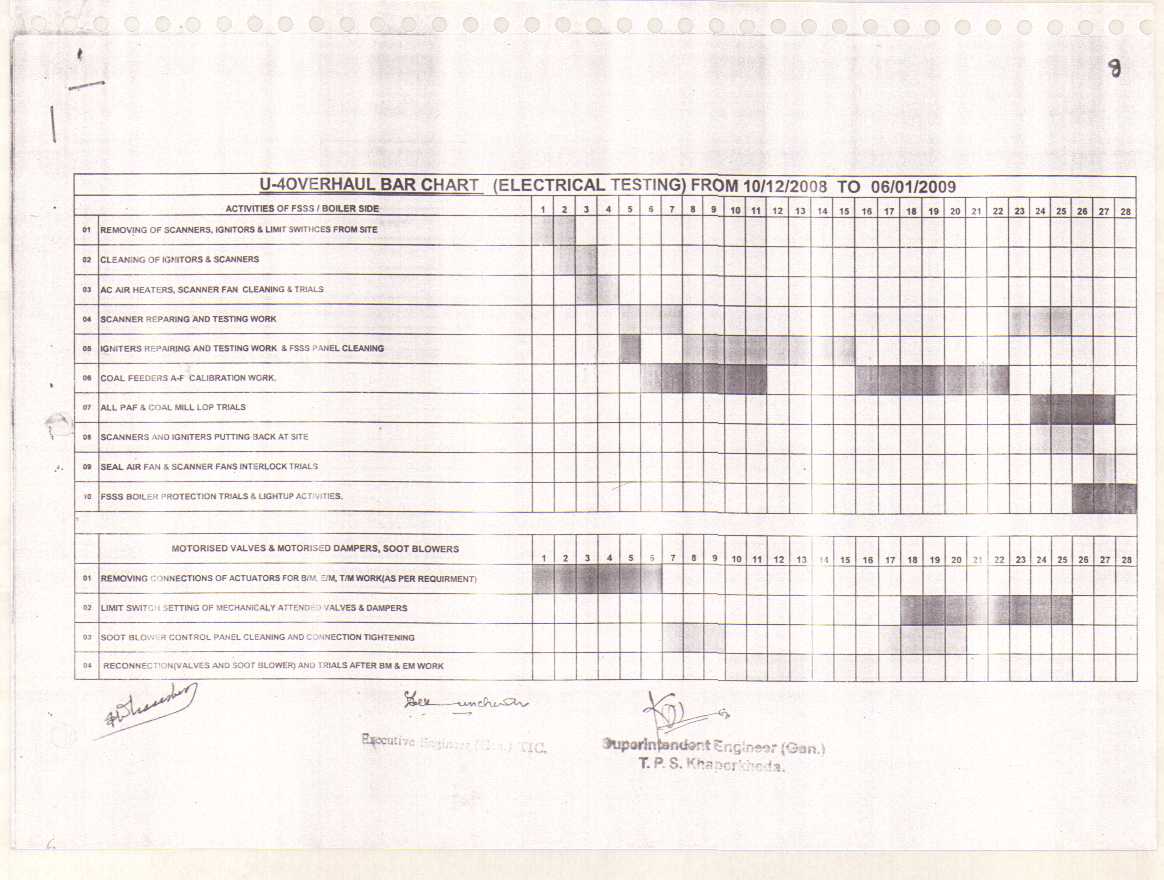 8
U-4OVERHAUL BAR CHART (ELECTRICAL TESTING) FROM 10/12/2008 TO 06/01/2009
ACTIVITIES OF FSSS / BOILER SIDE 1 2 3 4 5 6 7 8 9 10 11 12 13 14 15 16 17 18 19 20 21 22 23 24 25 26 27 28
01 REMOVING OF SCANNERS, IGNITORS & LIMIT SWITHCES FROM SITE
02 CLEANING OF IGNITORS & SCANNERS
03 AC AIR HEATERS, SCANNER FAN CLEANING & TRIALS
04 SCANNER REPARING AND TESTING WORK
05 IGNITERS REPAIRING AND TESTING WORK & FSSS PANEL CLEANING
06 COAL FEEDERS A-F CALIBRATION WORK.
07 ALL PAF & COAL MILL LOP TRIALS
08 SCANNERS AND IGNITERS PUTTING BACK AT SITE
09 SEAL AIR FAN & SCANNER FANS INTERLOCK TRIALS
10 FSSS BOILER PROTECTION TRIALS & LIGHTUP ACTIVITIES.
MOTORISED VALVES & MOTORISED DAMPERS, SOOT BLOWERS 1 2 3 4 5 6 7 8 9 10 11 12 13 14 15 16 17 18 19 20 21 22 23 24 25 26 27 28
01 REMOVING CONNECTIONS OF ACTUATORS FOR B/M, E/M, T/M WORK(AS PER REQUIRMENT)
02 LIMIT SWITCH SETTING OF MECHANICALY ATTENDED VALVES & DAMPERS
03 SOOT BLOWER CONTROL PANEL CLEANING AND CONNECTION TIGHTENING
04 RECONNECTION(VALVES AND SOOT BLOWER) AND TRIALS AFTER BM & EM WORK
Executive Engineer (Gen.) TIC.
Superintendent Engineer (Gen.)
T. P. S. Khaperkheda.